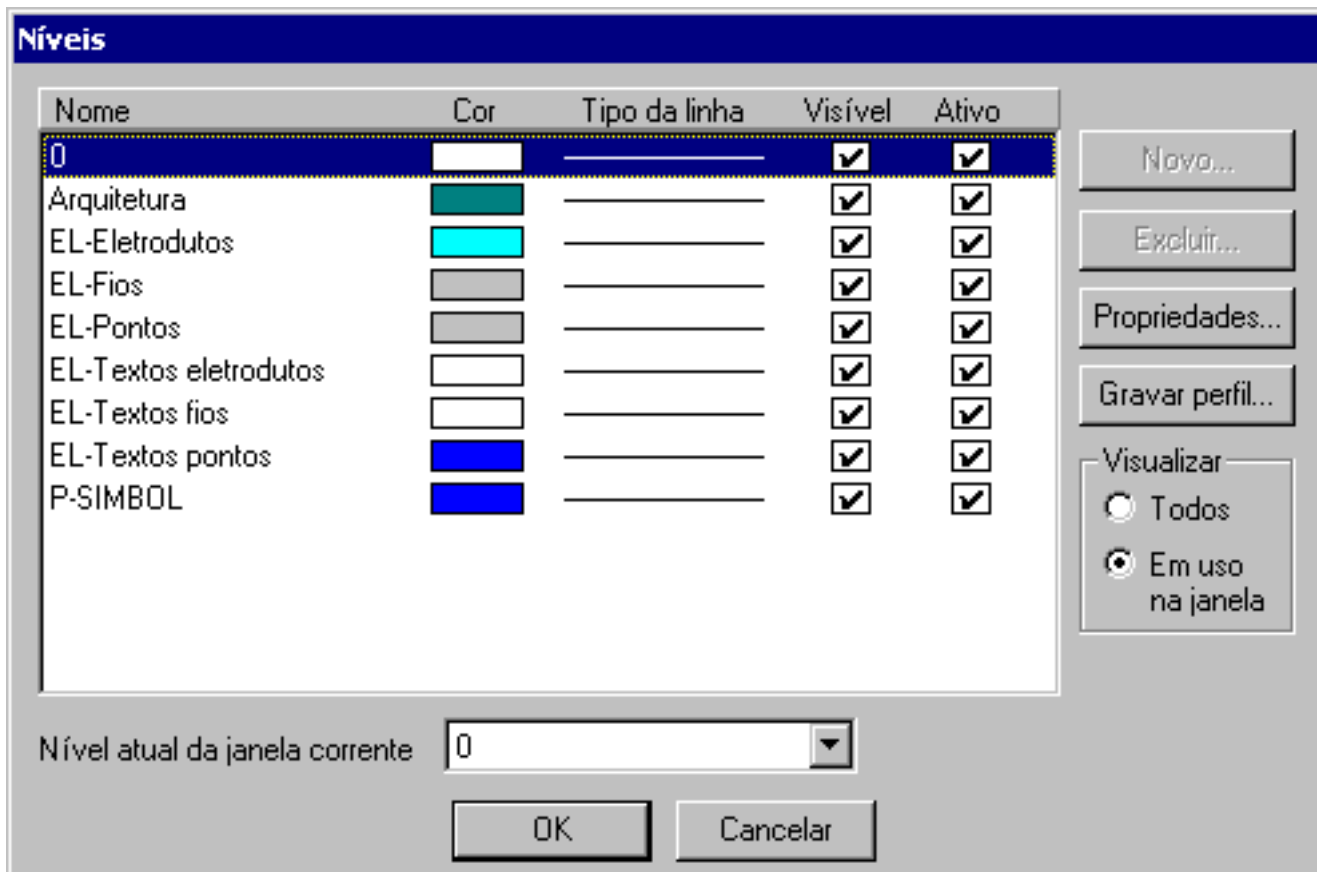 Níveis
Nome Cor Tipo da linha Visível Ativo
0
Arquitetura
EL-Eletrodutos
EL-Fios
EL-Pontos
EL-Textos eletrodutos
EL-Textos fios
EL-Textos pontos
P-SIMBOL
Novo...
Excluir...
Propriedades...
Gravar perfil...
Visualizar
Todos
Em uso
na janela
Nível atual da janela corrente 0
OK Cancelar